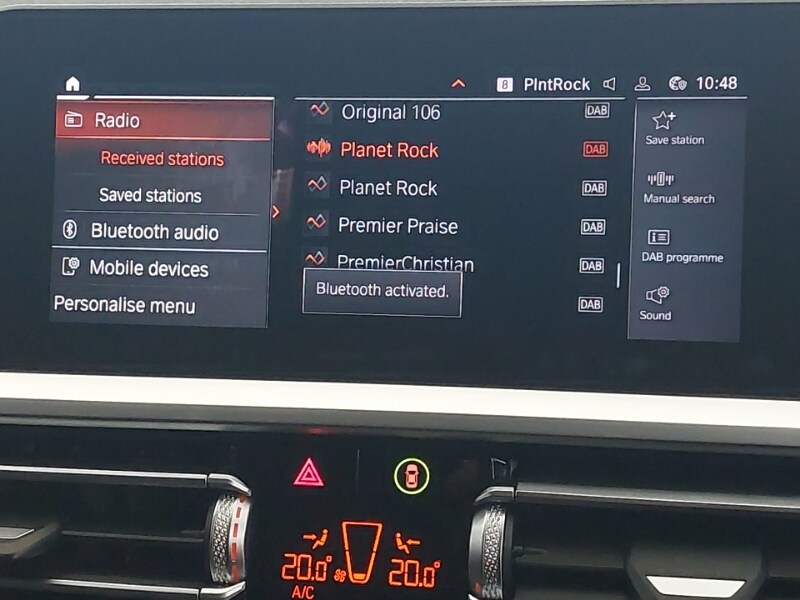 8 PlntRock 10:48
Radio
Received stations
Saved stations
Bluetooth audio
Mobile devices
Personalise menu
Original 106 DAB
Planet Rock DAB
Planet Rock DAB
Premier Praise DAB
PremierChristian DAB
DAB
Bluetooth activated.
Save station
Manual search
DAB programme
Sound
20.0° 20.0°
A/C